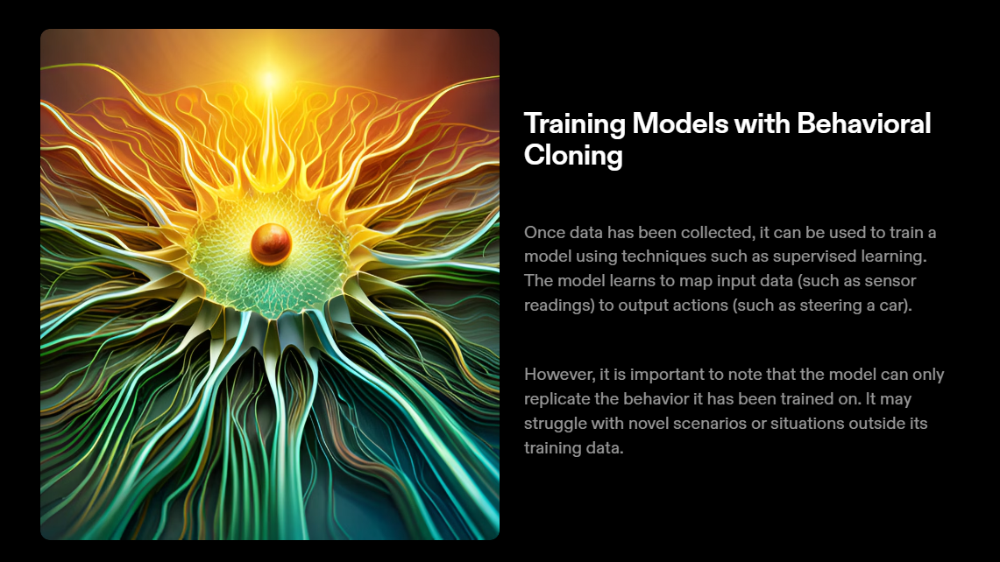 Training Models with Behavioral
Cloning
Once data has been collected, it can be used to train a
model using techniques such as supervised learning.
The model learns to map input data (such as sensor
readings) to output actions (such as steering a car).
However, it is important to note that the model can only
replicate the behavior it has been trained on. It may
struggle with novel scenarios or situations outside its
training data.